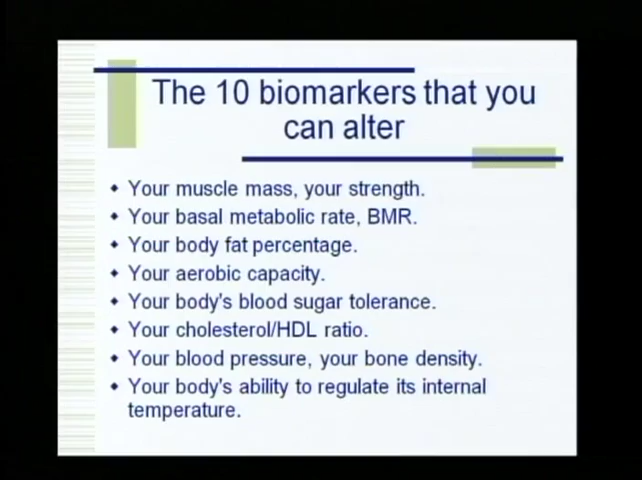 The 10 biomarkers that you
can alter
Your muscle mass, your strength.
Your basal metabolic rate, BMR.
Your body fat percentage.
Your aerobic capacity.
Your body's blood sugar tolerance.
Your cholesterol/HDL ratio.
Your blood pressure, your bone density.
Your body's ability to regulate its internal
temperature.